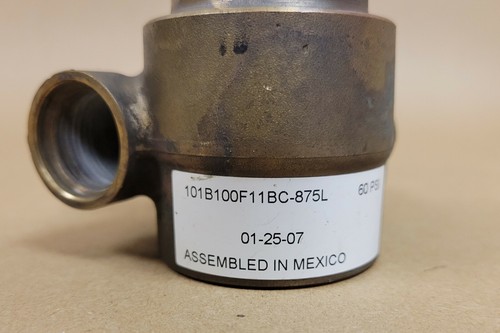 101B100F11BC-875L 60 PSI
01-25-07
ASSEMBLED IN MEXICO